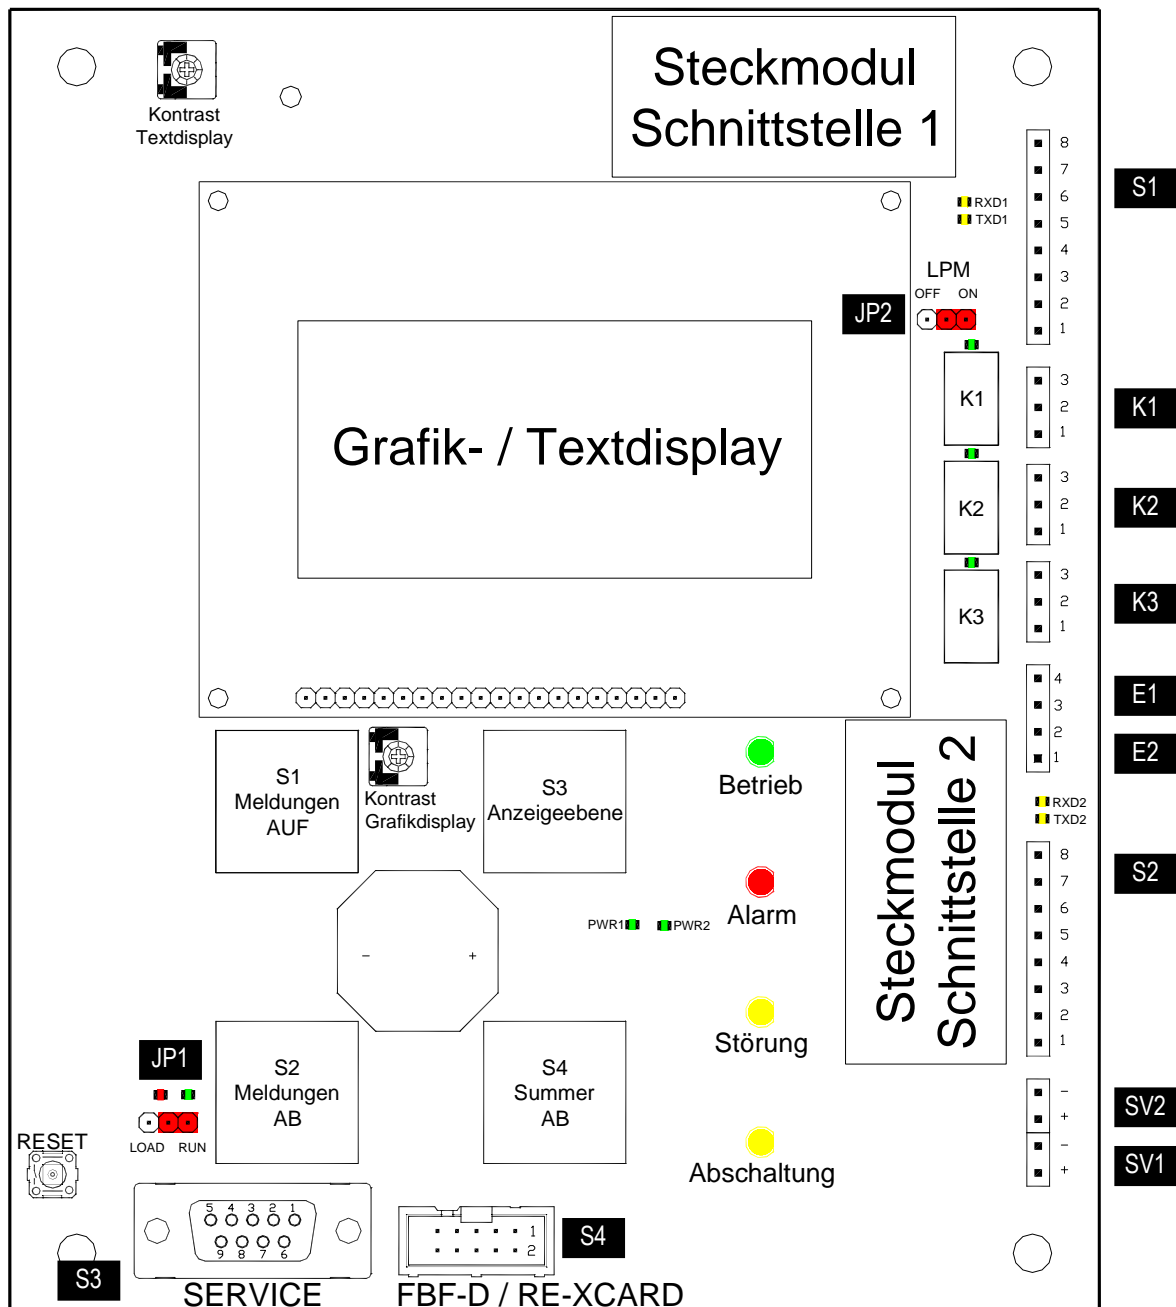 Steckmodul
Schnittstelle 1
Kontrast
Textdisplay
8
7
6
5
4
3
2
1
S1
RXD1
TXD1
LPM
OFF ON
JP2
K1
3
2
1
K1
Grafik- / Textdisplay
K2
3
2
1
K2
K3
3
2
1
K3
4
3
2
1
E1
E2
S1
Meldungen
AUF
Kontrast
Grafikdisplay
S3
Anzeigeebene
Betrieb
Steckmodul
Schnittstelle 2
RXD2
TXD2
8
7
6
5
4
3
2
1
S2
Alarm
PWR1
PWR2
- +
Störung
JP1
LOAD RUN
S2
Meldungen
AB
S4
Summer
AB
Abschaltung
-
+
-
+
SV2
SV1
RESET
5 4 3 2 1
9 8 7 6
1
2
S4
S3
SERVICE
FBF-D / RE-XCARD